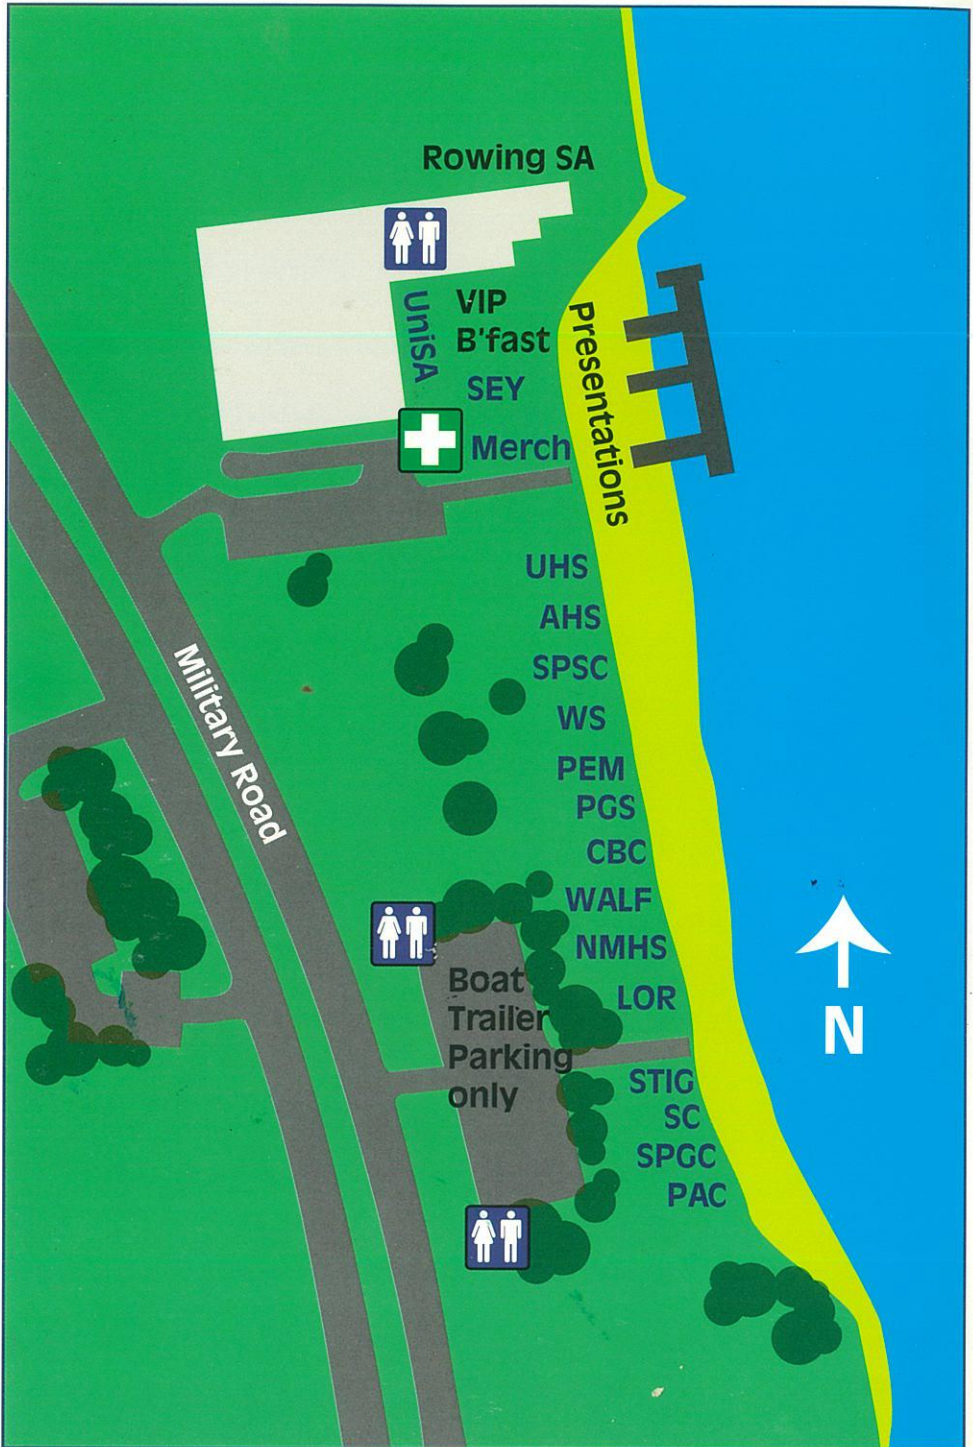 Rowing SA
UniSA
VIP
B'fast
SEY
Merch
Presentations
UHS
AHS
SPSC
WS
PEM
PGS
CBC
WALF
NMHS
LOR
Military Road
Boat
Trailer
Parking
only
STIG
SC
SPGC
PAC
N